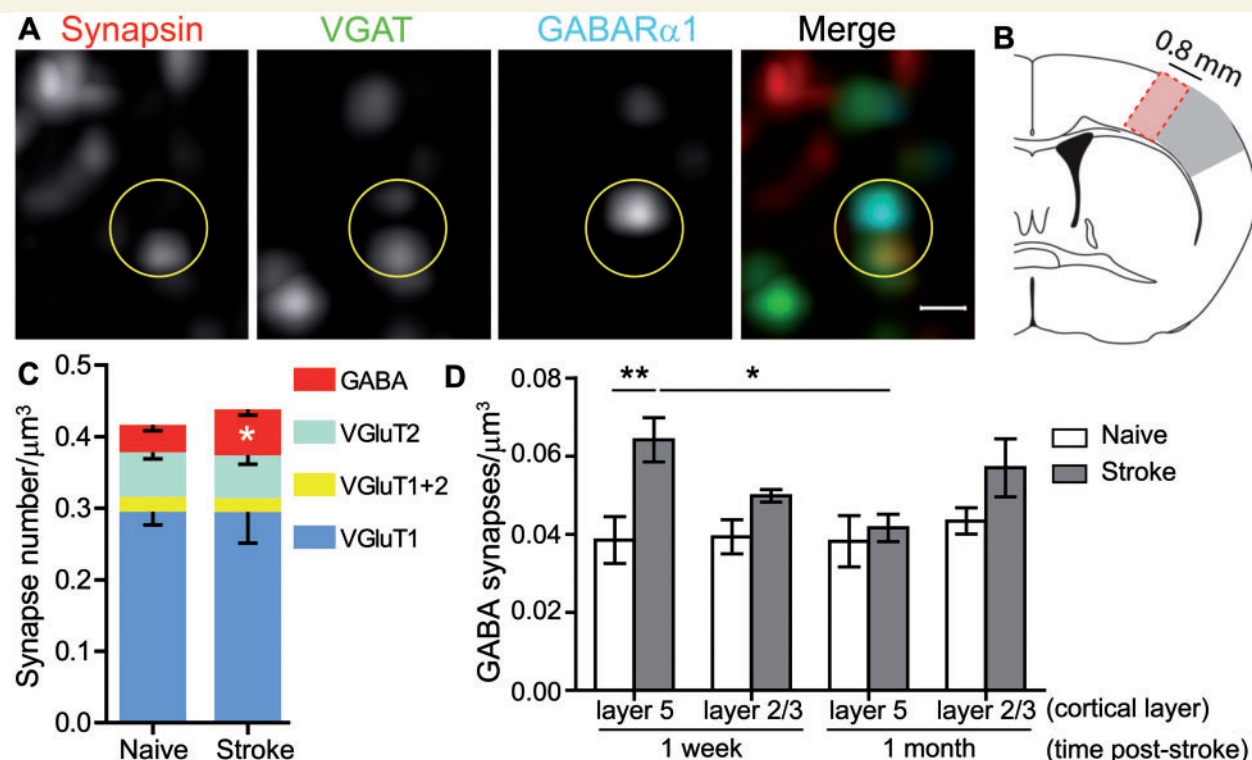 A Synapsin VGAT GABARα1 Merge
B
0.8 mm
C
Synapse number/μm³
0.5
0.4
0.3
0.2
0.1
0.0
*
Naive Stroke
GABA
VGluT2
VGluT1+2
VGluT1
D
GABA synapses/μm³
0.08
0.06
0.04
0.02
0.00
** *
Naive
Stroke
layer 5 layer 2/3 layer 5 layer 2/3 (cortical layer)
1 week 1 month (time post-stroke)